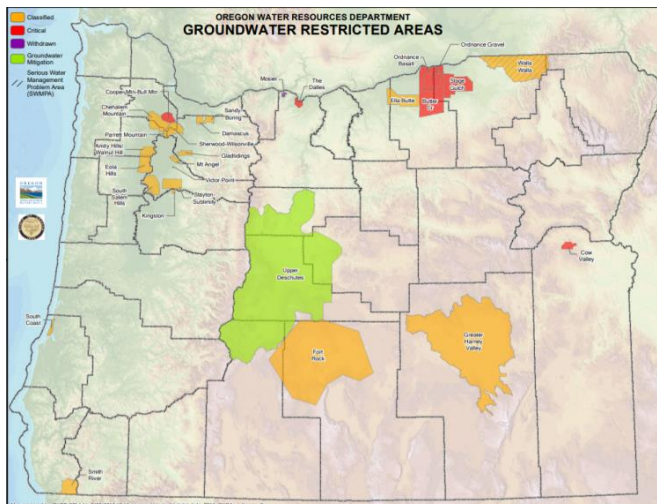 OREGON WATER RESOURCES DEPARTMENT
GROUNDWATER RESTRICTED AREAS
Classified
Critical
Withdrawn
Groundwater
Mitigation
Serious Water
Management
Problem Area
(SWMPA)
Ordnance Gravel
Ordnance
Basalt
Stage
Gulch
Butter
Cr
Ella Butte
Walla
Walla
Mosier
The
Dalles
Cooper Mtn-Bull Mtn
Chehalem
Mountain
Sandy
Boring
Damascus
Parrett Mountain
Sherwood-Wilsonville
Amity Hills/
Walnut Hill
Gladtidings
Mt Angel
Eola
Hills
Victor Point
South
Salem
Hills
Stayton-
Sublimity
Kingston
Upper
Deschutes
Cow
Valley
South
Coast
Fort
Rock
Greater
Harney
Valley
Smith
River
OREGON